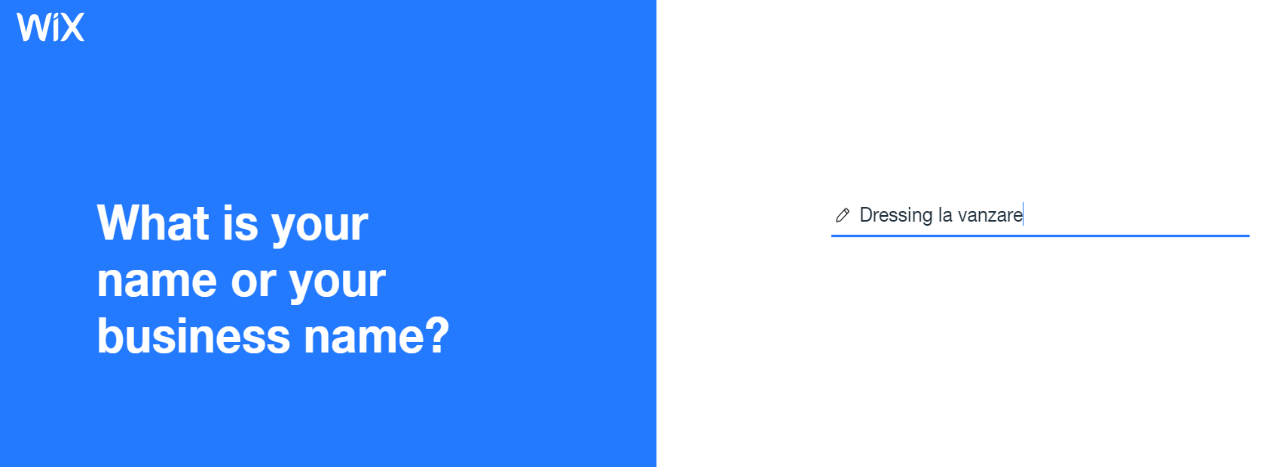 WiX
What is your
name or your
business name?
Dressing la vanzare